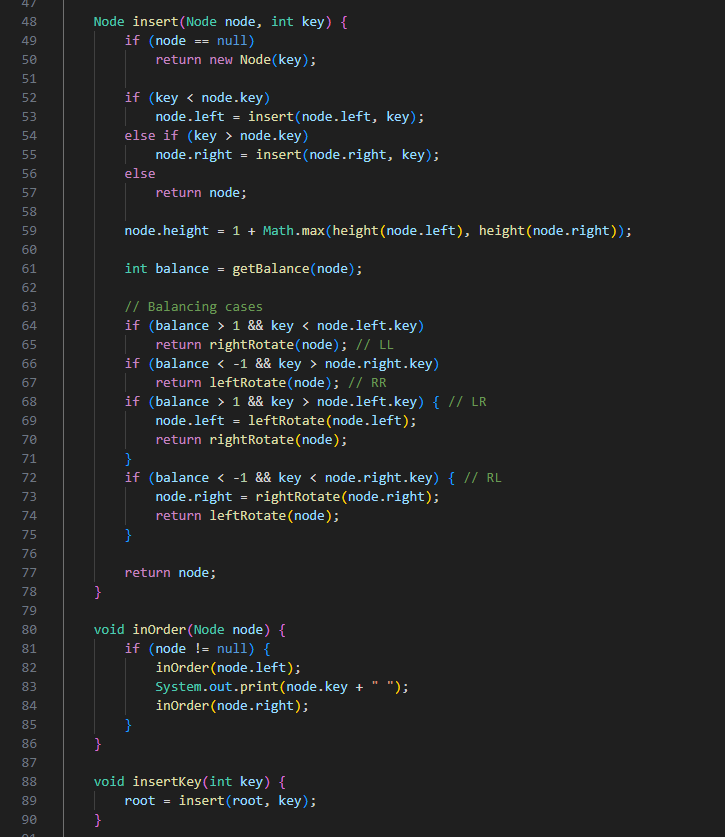 47
48 Node insert(Node node, int key) {
49 if (node == null)
50 return new Node(key);
51
52 if (key < node.key)
53 node.left = insert(node.left, key);
54 else if (key > node.key)
55 node.right = insert(node.right, key);
56 else
57 return node;
58
59 node.height = 1 + Math.max(height(node.left), height(node.right));
60
61 int balance = getBalance(node);
62
63 // Balancing cases
64 if (balance > 1 && key < node.left.key)
65 return rightRotate(node); // LL
66 if (balance < -1 && key > node.right.key)
67 return leftRotate(node); // RR
68 if (balance > 1 && key > node.left.key) { // LR
69 node.left = leftRotate(node.left);
70 return rightRotate(node);
71 }
72 if (balance < -1 && key < node.right.key) { // RL
73 node.right = rightRotate(node.right);
74 return leftRotate(node);
75 }
76
77 return node;
78 }
79
80 void inOrder(Node node) {
81 if (node != null) {
82 inOrder(node.left);
83 System.out.print(node.key + " ");
84 inOrder(node.right);
85 }
86 }
87
88 void insertKey(int key) {
89 root = insert(root, key);
90 }
91